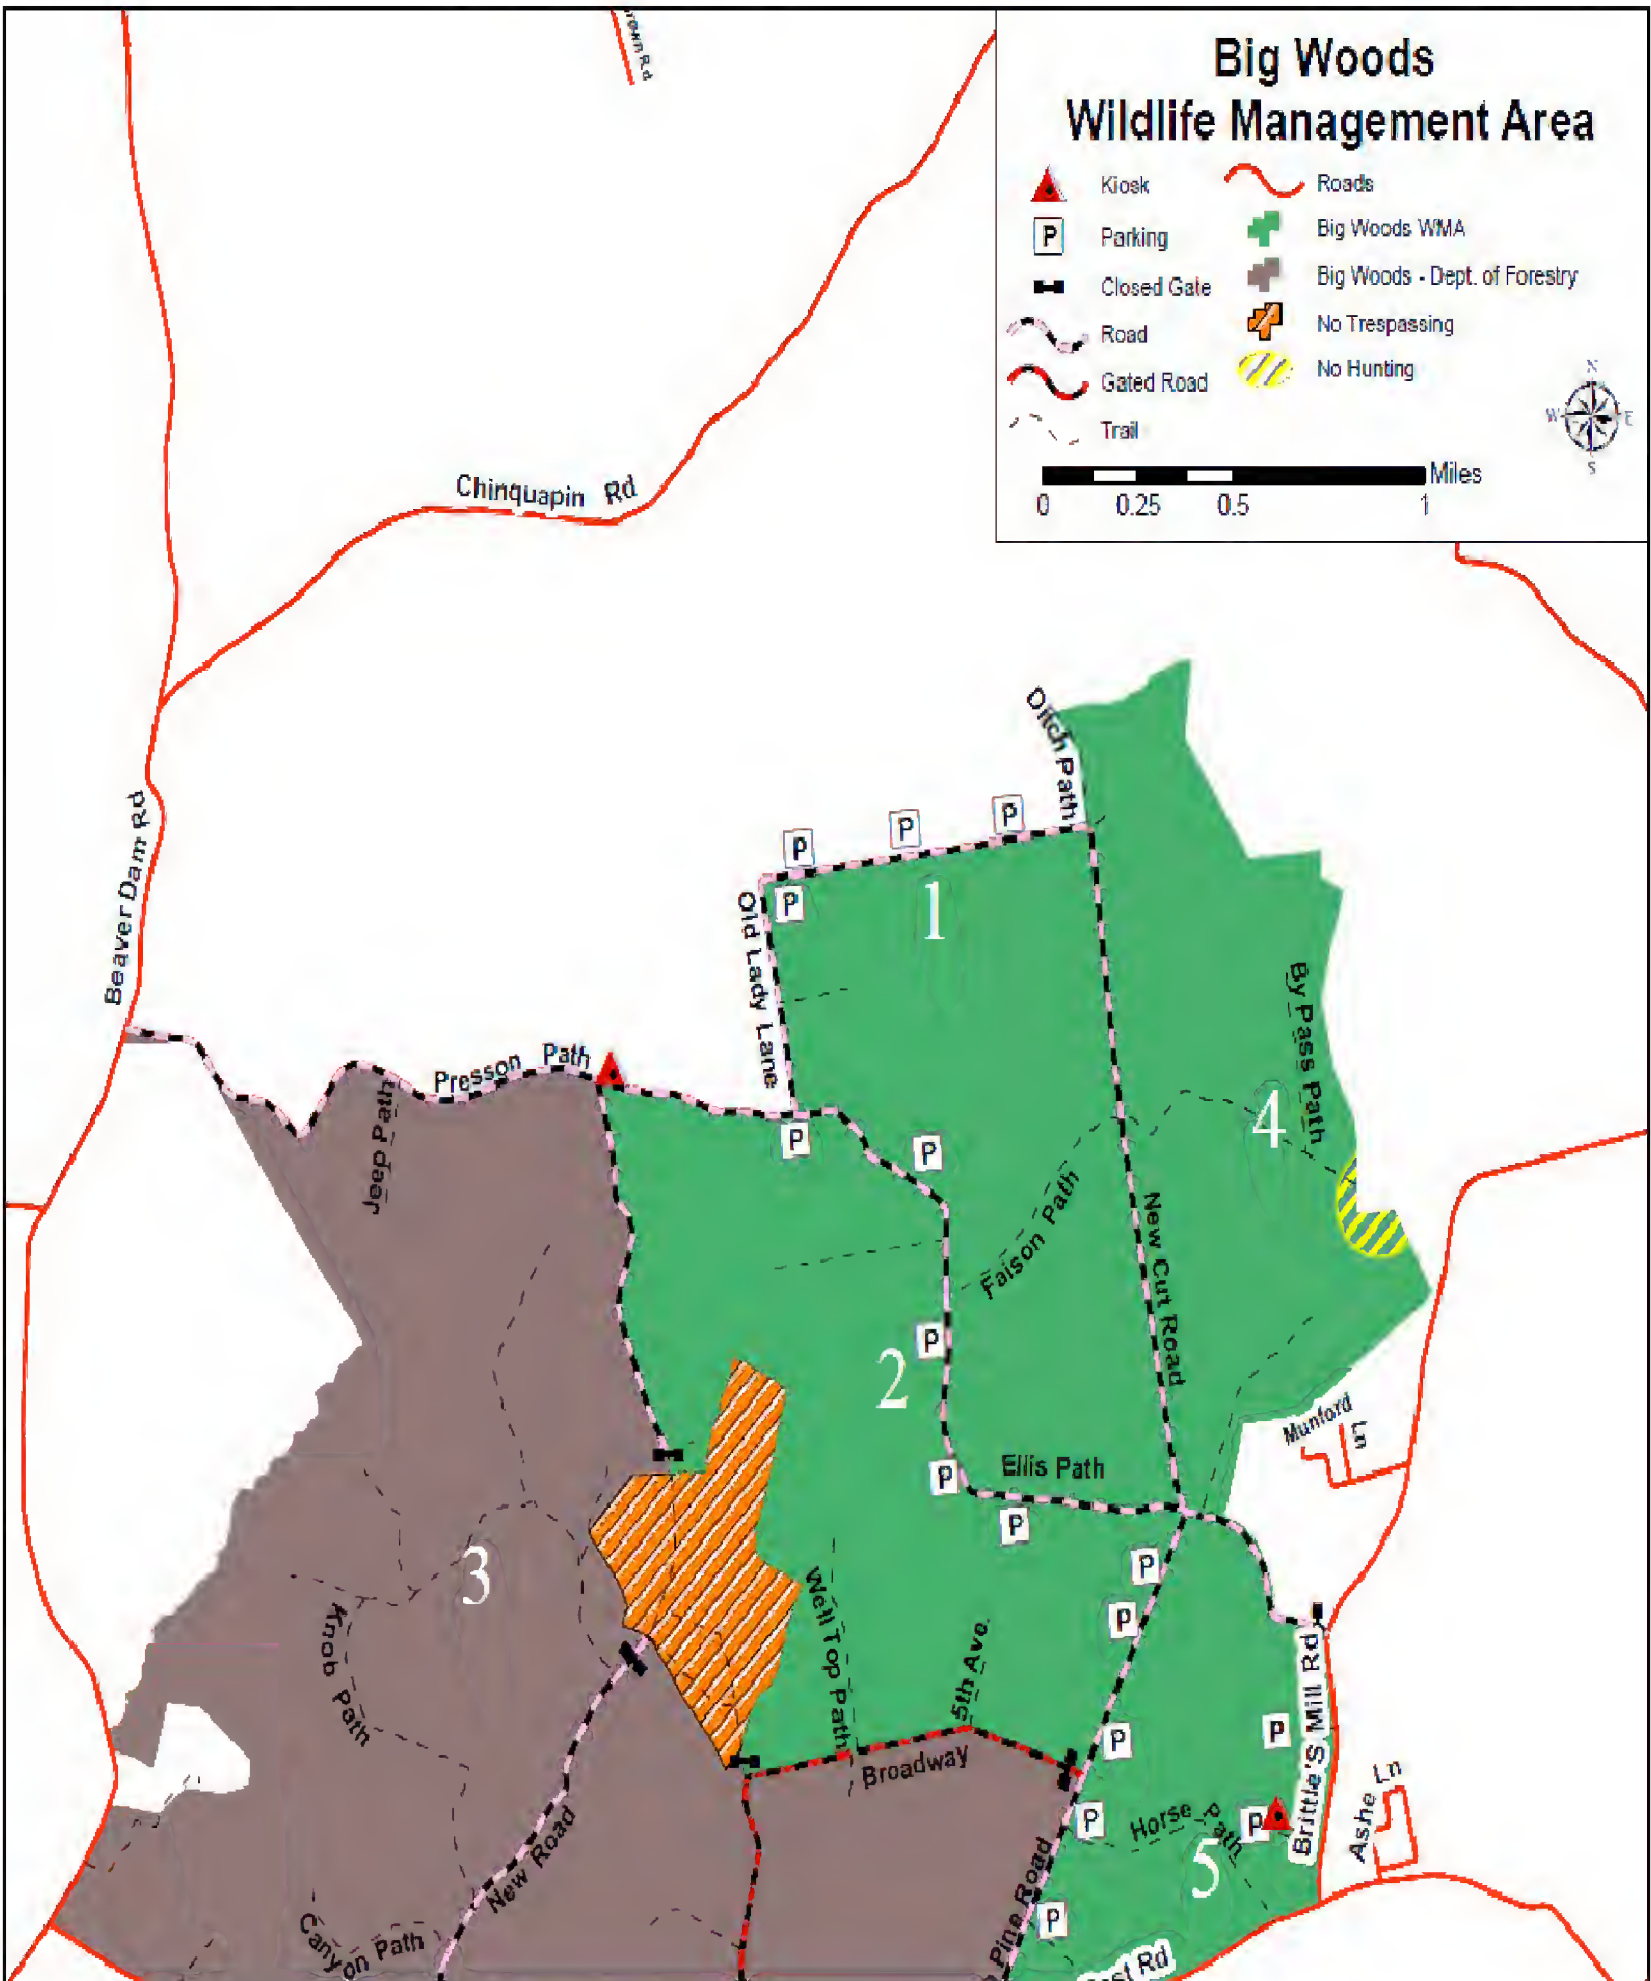 Big Woods
Wildlife Management Area
Kiosk
Roads
P
Parking
Big Woods WMA
Closed Gate
Big Woods - Dept. of Forestry
Road
No Trespassing
Gated Road
No Hunting
Trail
N
W E
S
Miles
0 0.25 0.5 1
Chinquapin Rd
Beaver Dam Rd
Ditch Path
P P P
P
1
Old Lady Lane
By Pass Path
Presson Path
Jeep Path
4
P P
Faison Path
New Cut Road
P
2
Munford Ln
Ellis Path
P
P
P
3
Knob Path
Well Top Path
5th Ave.
P
Brittle'S Mill Rd
P
P
Broadway
Ashe Ln
New Road
P
Horse Path
P
5
Pine Road
P
Canyon Path
Rd